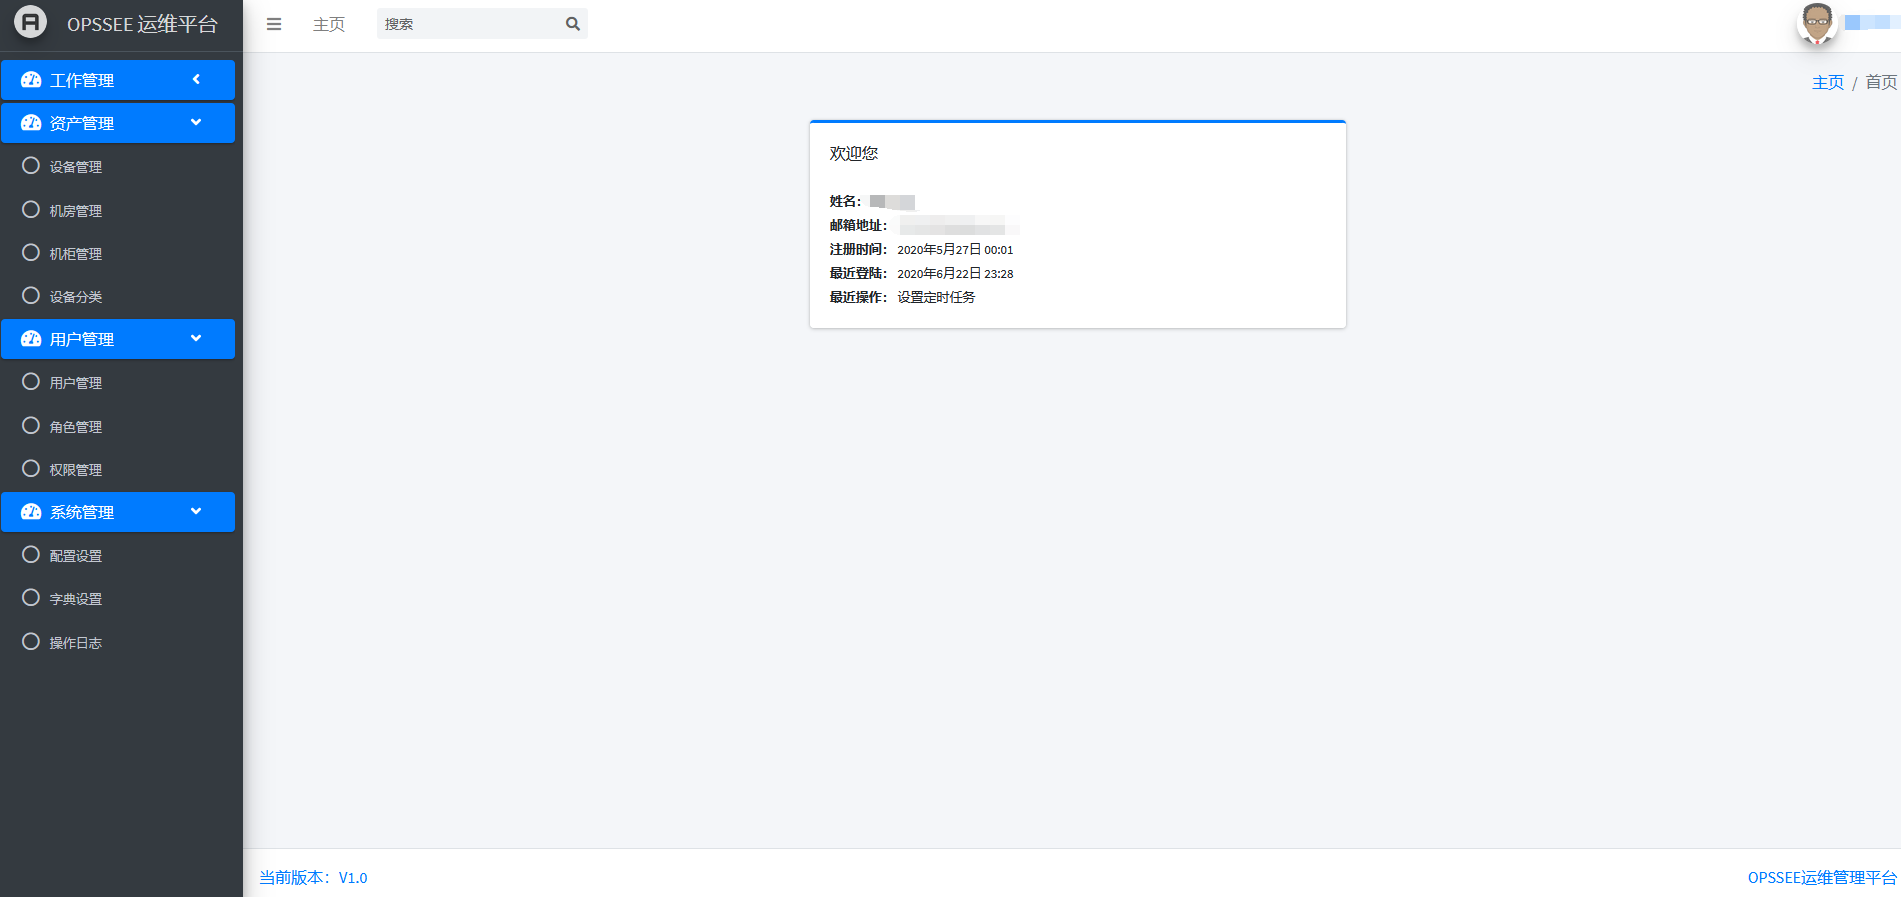 OPSSEE 运维平台
主页
搜索
工作管理
资产管理
设备管理
机房管理
机柜管理
设备分类
用户管理
用户管理
角色管理
权限管理
系统管理
配置设置
字典设置
操作日志
主页 / 首页
欢迎您
姓名：
邮箱地址：
注册时间： 2020年5月27日 00:01
最近登陆： 2020年6月22日 23:28
最近操作： 设置定时任务
当前版本：V1.0
OPSSEE运维管理平台